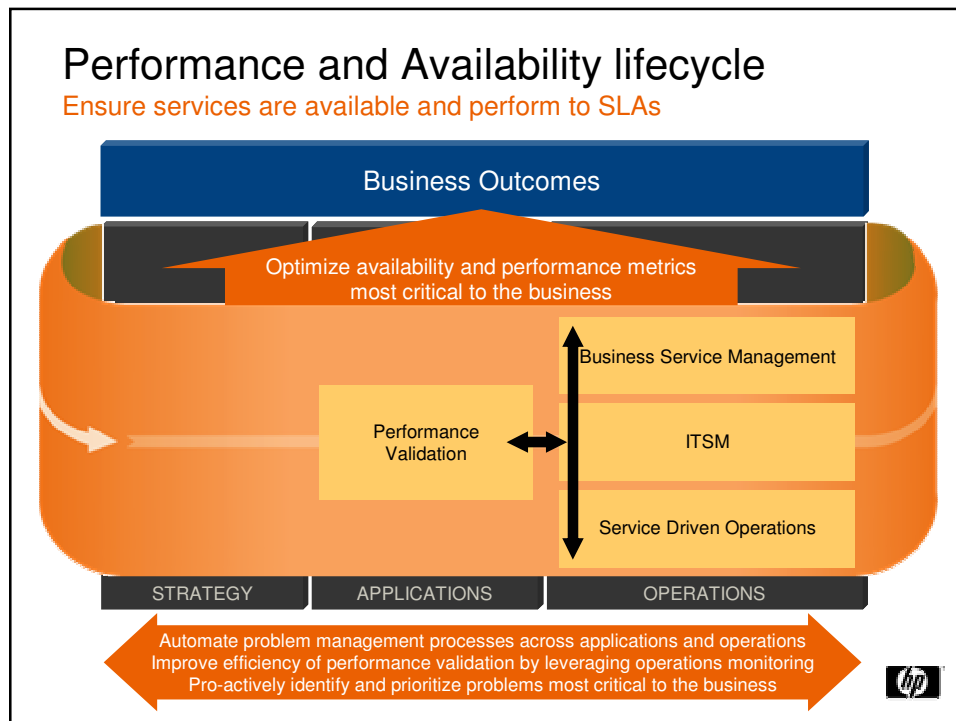 Performance and Availability lifecycle
Ensure services are available and perform to SLAs
Business Outcomes
Optimize availability and performance metrics
most critical to the business
Business Service Management
Performance
Validation
ITSM
Service Driven Operations
STRATEGY
APPLICATIONS
OPERATIONS
Automate problem management processes across applications and operations
Improve efficiency of performance validation by leveraging operations monitoring
Pro-actively identify and prioritize problems most critical to the business
hp